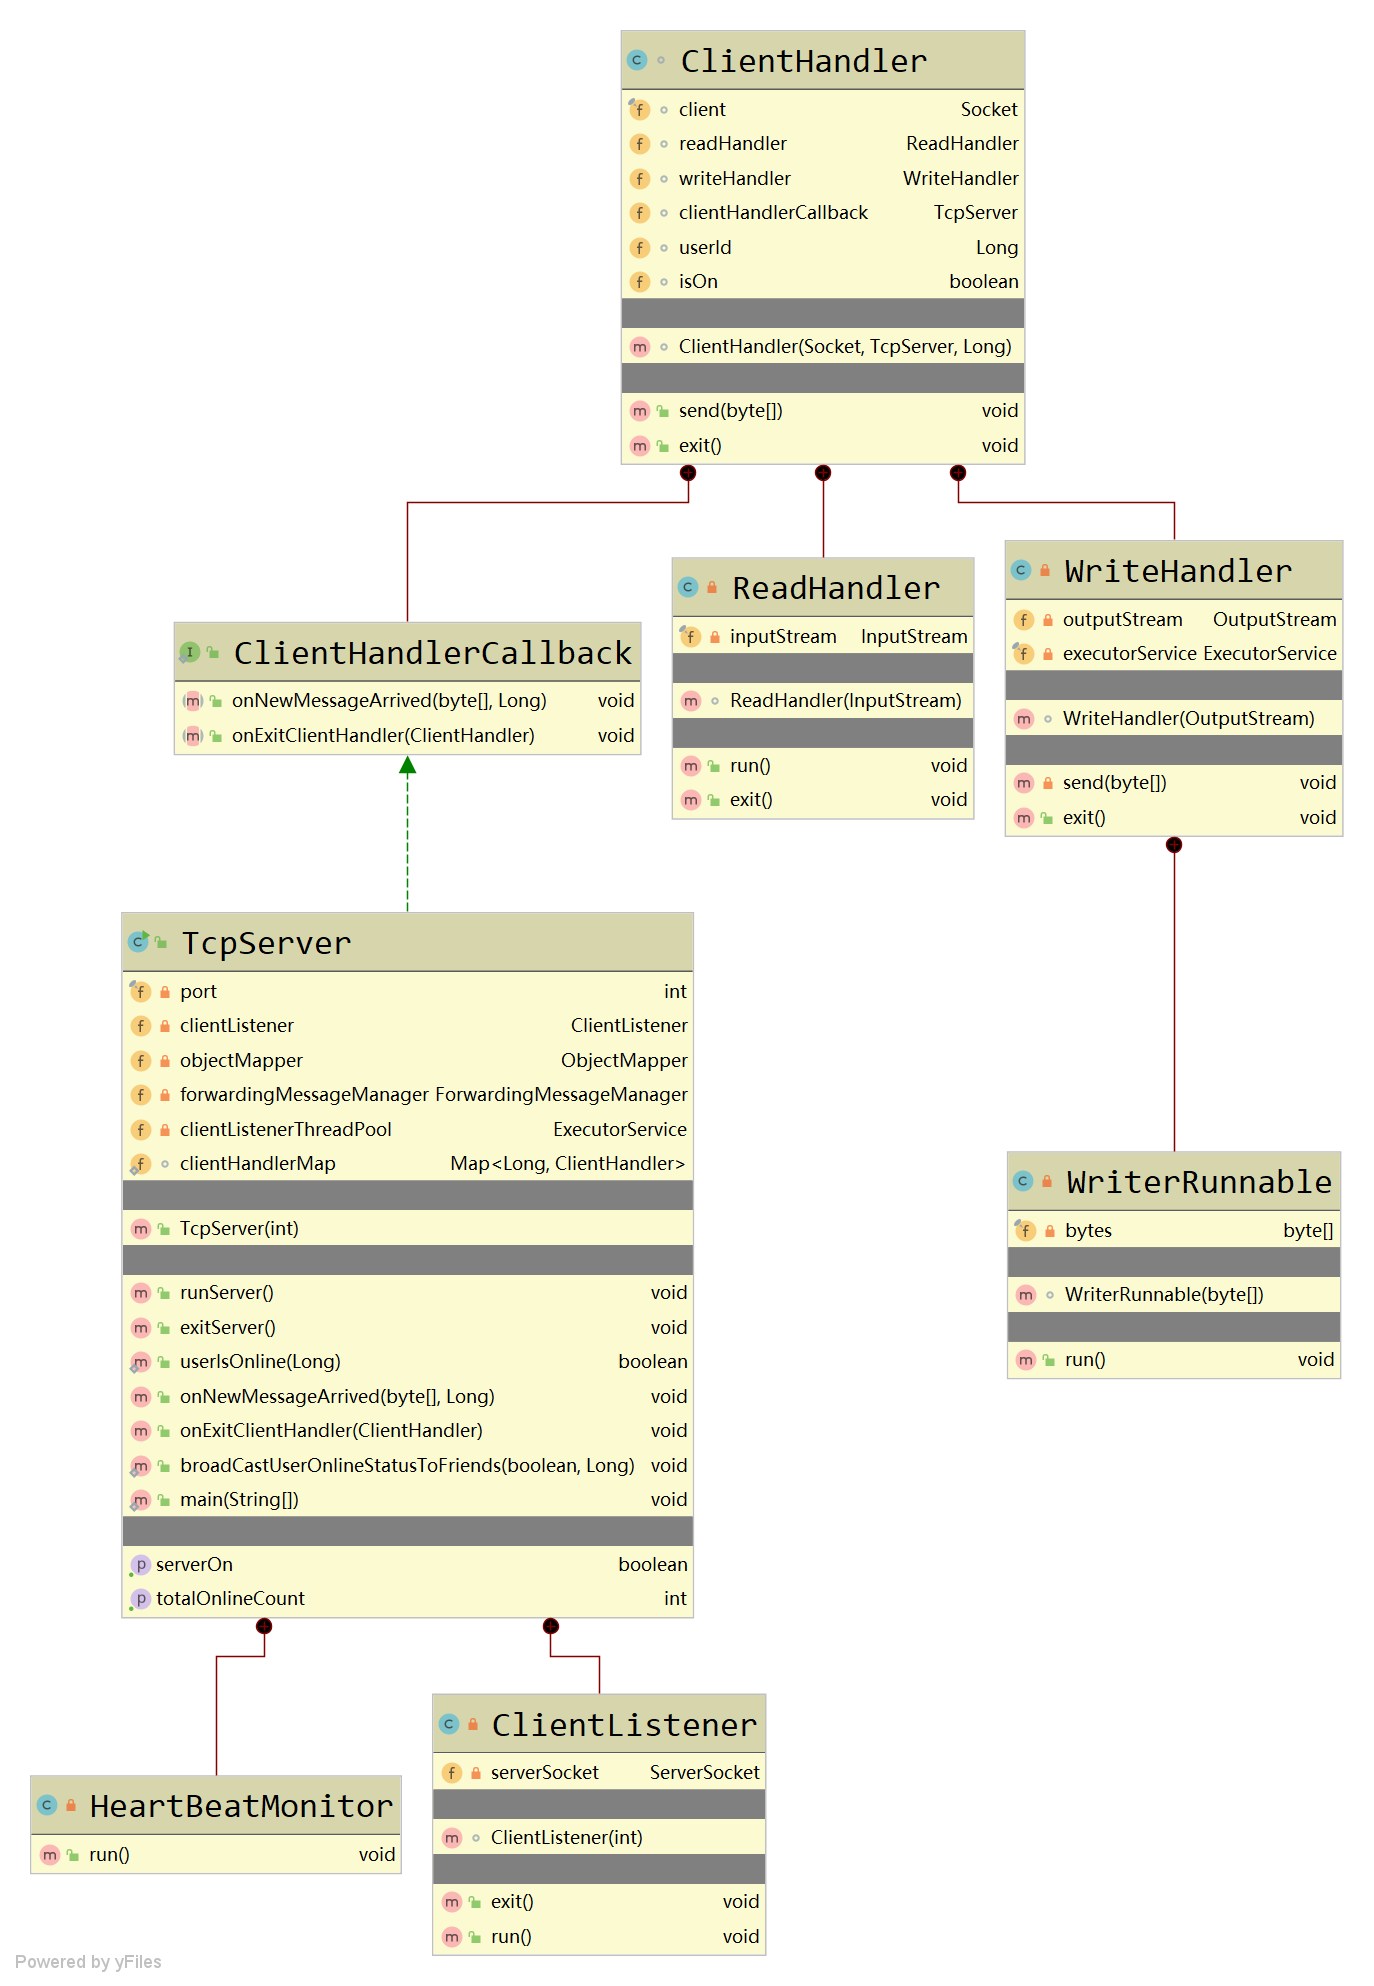 ClientHandler
client Socket
readHandler ReadHandler
writeHandler WriteHandler
clientHandlerCallback TcpServer
userId Long
isOn boolean
ClientHandler(Socket, TcpServer, Long)
send(byte[]) void
exit() void
ClientHandlerCallback
onNewMessageArrived(byte[], Long) void
onExitClientHandler(ClientHandler) void
ReadHandler
inputStream InputStream
ReadHandler(InputStream)
run() void
exit() void
WriteHandler
outputStream OutputStream
executorService ExecutorService
WriteHandler(OutputStream)
send(byte[]) void
exit() void
TcpServer
port int
clientListener ClientListener
objectMapper ObjectMapper
forwardingMessageManager ForwardingMessageManager
clientListenerThreadPool ExecutorService
clientHandlerMap Map<Long, ClientHandler>
TcpServer(int)
runServer() void
exitServer() void
userIsOnline(Long) boolean
onNewMessageArrived(byte[], Long) void
onExitClientHandler(ClientHandler) void
broadCastUserOnlineStatusToFriends(boolean, Long) void
main(String[]) void
serverOn boolean
totalOnlineCount int
WriterRunnable
bytes byte[]
WriterRunnable(byte[])
run() void
HeartBeatMonitor
run() void
ClientListener
serverSocket ServerSocket
ClientListener(int)
exit() void
run() void
Powered by yFiles